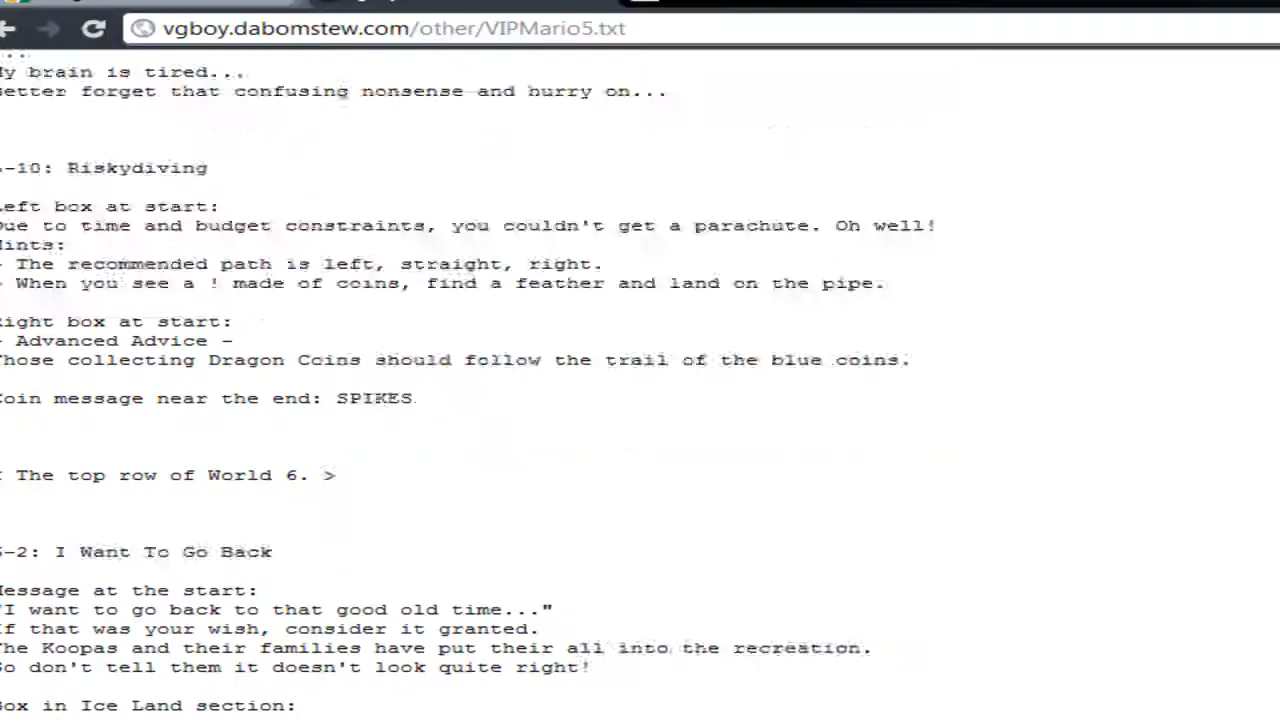 vgboy.dabomstew.com/other/VIPMario5.txt
...
y brain is tired...
etter forget that confusing nonsense and hurry on...
-10: Riskydiving
eft box at start:
ue to time and budget constraints, you couldn't get a parachute. Oh well!
ints:
- The recommended path is left, straight, right.
- When you see a ! made of coins, find a feather and land on the pipe.
ight box at start:
- Advanced Advice -
hose collecting Dragon Coins should follow the trail of the blue coins.
oin message near the end: SPIKES
The top row of World 6. >
-2: I Want To Go Back
essage at the start:
"I want to go back to that good old time..."
f that was your wish, consider it granted.
he Koopas and their families have put their all into the recreation.
o don't tell them it doesn't look quite right!
ox in Ice Land section: